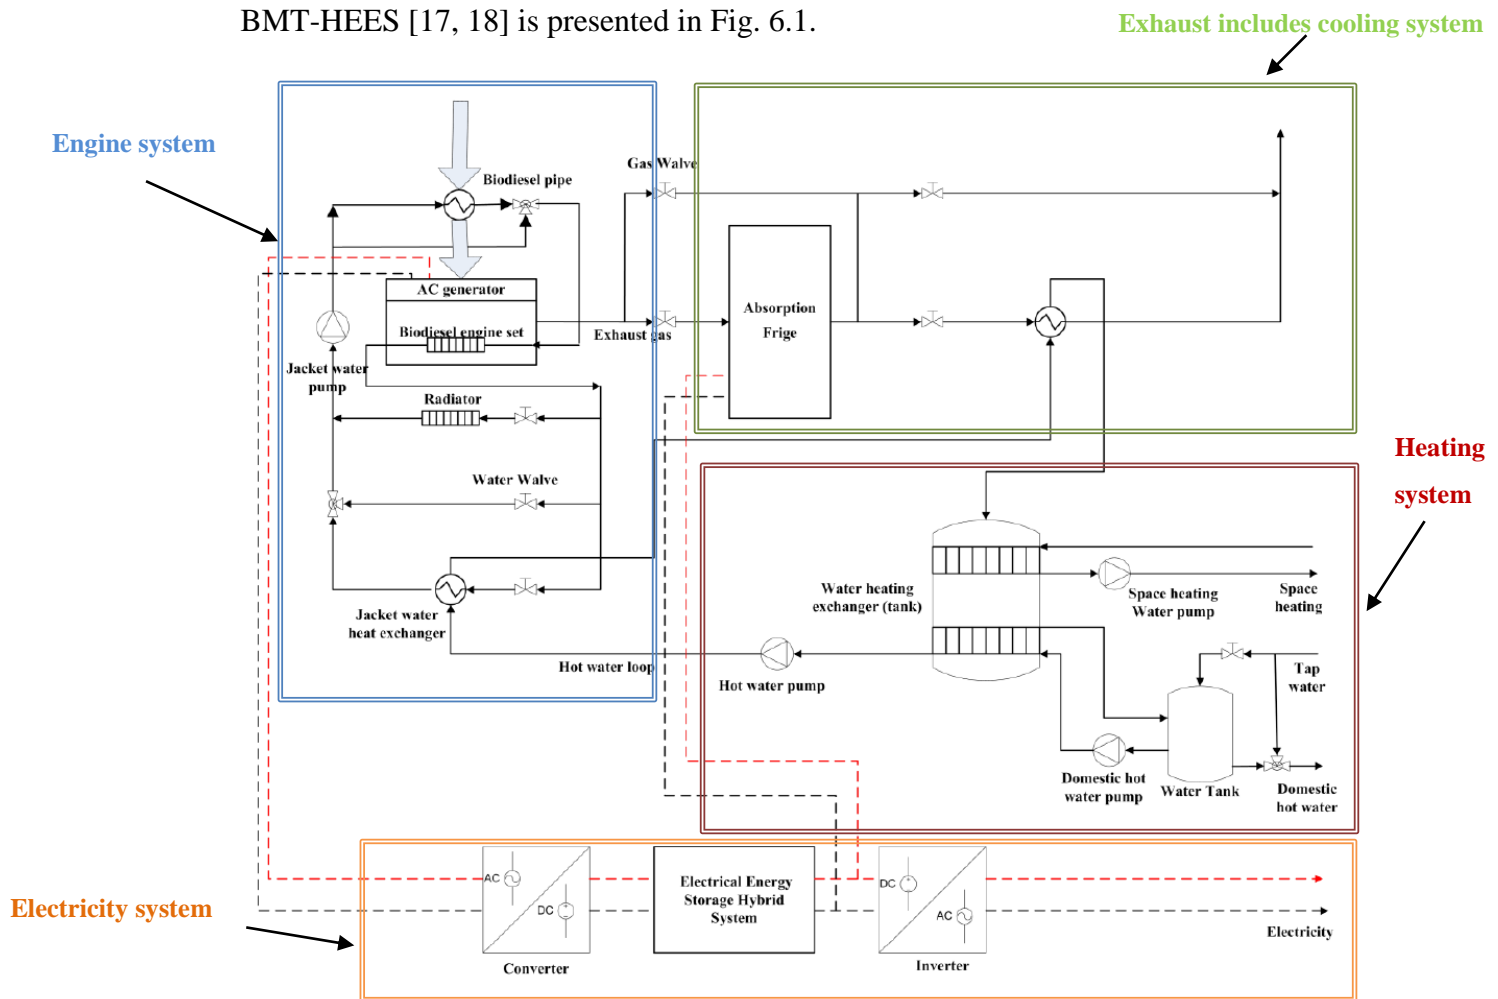 BMT-HEES [17, 18] is presented in Fig. 6.1.
Exhaust includes cooling system
Engine system
Gas Walve
Biodiesel pipe
AC generator
Biodiesel engine set
Exhaust gas
Absorption
Frige
Jacket water
pump
Radiator
Water Walve
Heating
system
Jacket water
heat exchanger
Hot water loop
Water heating
exchanger (tank)
Hot water pump
Space heating
Water pump
Space
heating
Tap
water
Domestic hot
water pump
Water Tank
Domestic
hot water
Electricity system
AC
DC
Converter
Electrical Energy
Storage Hybrid
System
DC
AC
Inverter
Electricity